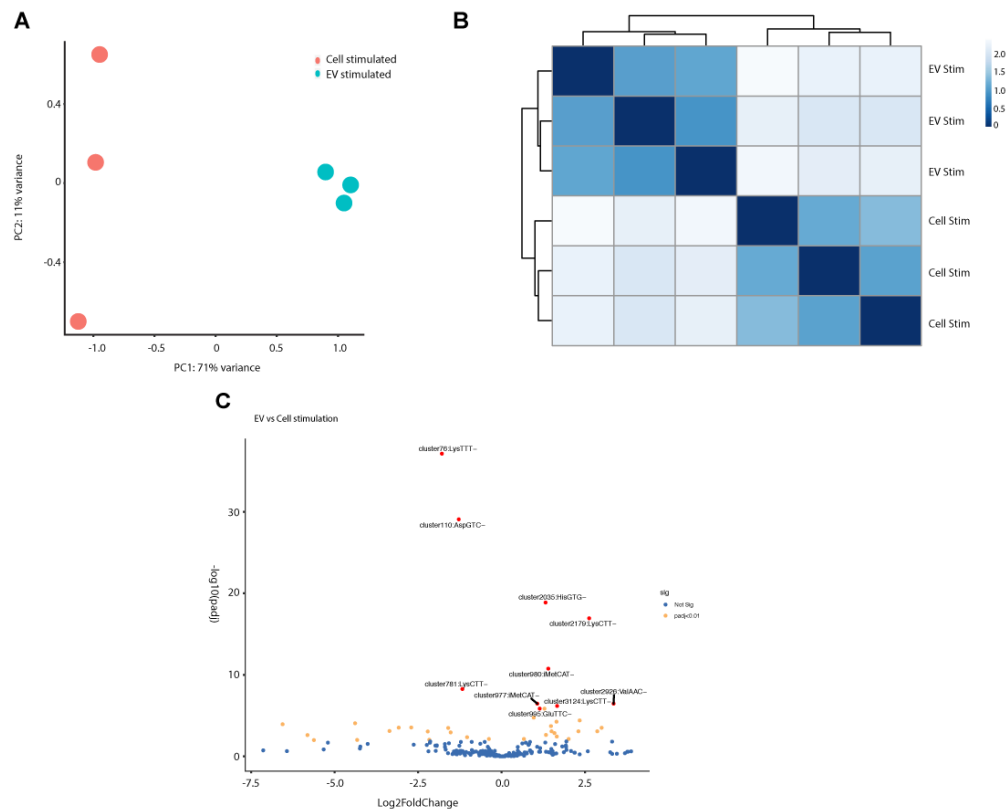 A
Cell stimulated
EV stimulated
0.4
0
-0.4
PC2: 11% variance
-1.0
-0.5
0
0.5
1.0
PC1: 71% variance
B
EV Stim
EV Stim
EV Stim
Cell Stim
Cell Stim
Cell Stim
2.0
1.5
1.0
0
C
EV vs Cell stimulation
cluster76:LysTTT-
cluster110:AspGTC-
cluster2035:HisGTG-
cluster2179:LysCTT-
cluster980:iMetCAT-
cluster781:LysCTT-
cluster977:iMetCAT-
cluster2926:ValAAC-
cluster3124:LysCTT-
cluster995:GluTTC-
30
20
10
0
-log10(padj)
-7.5
-5.0
-2.5
0.0
2.5
5.0
Log2FoldChange
sig
Not Sig
padj<0.01